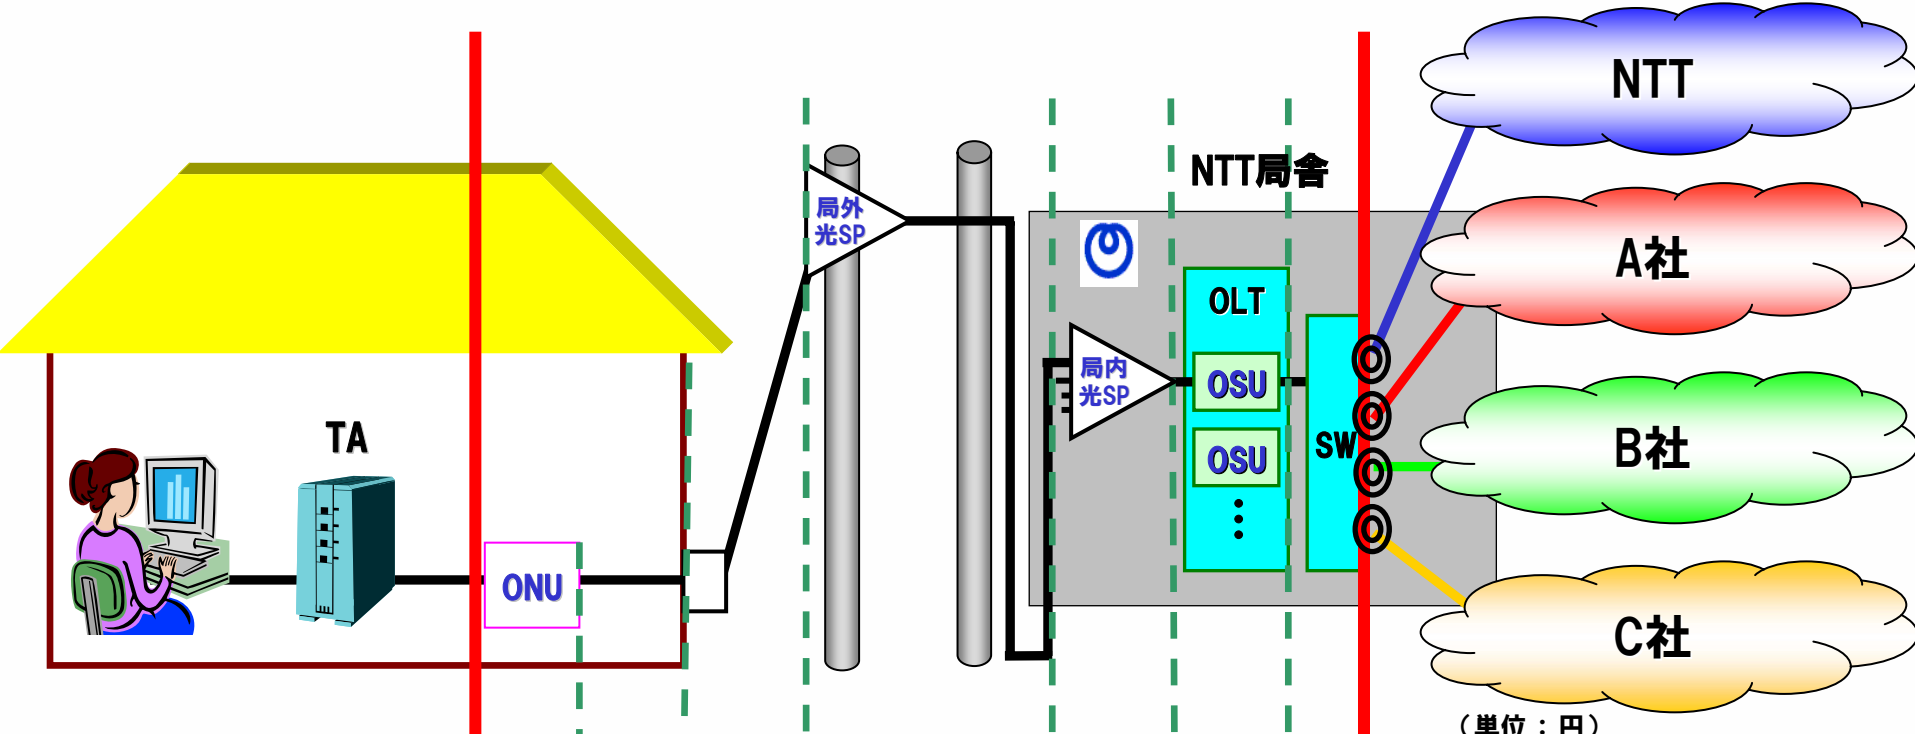 NTT
NTT局舎
局外
光SP
A社
OLT
局内
光SP
OSU
TA
SW
B社
OSU
ONU
C社
(単位：円)